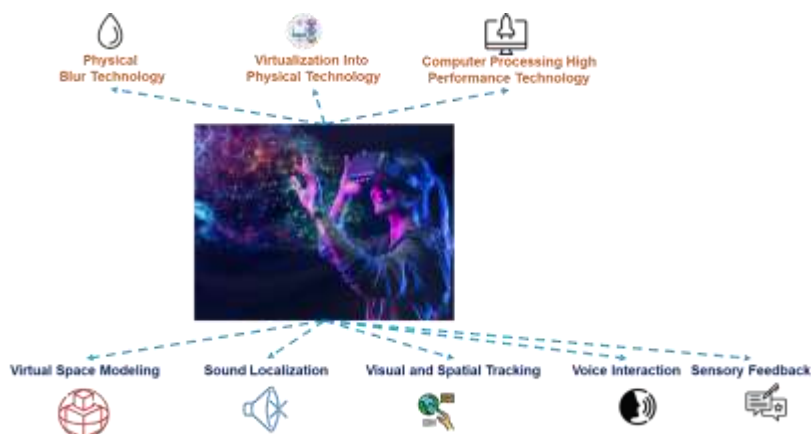 Physical
Blur Technology
Virtualization Into
Physical Technology
Computer Processing High
Performance Technology
Virtual Space Modeling
Sound Localization
Visual and Spatial Tracking
Voice Interaction
Sensory Feedback